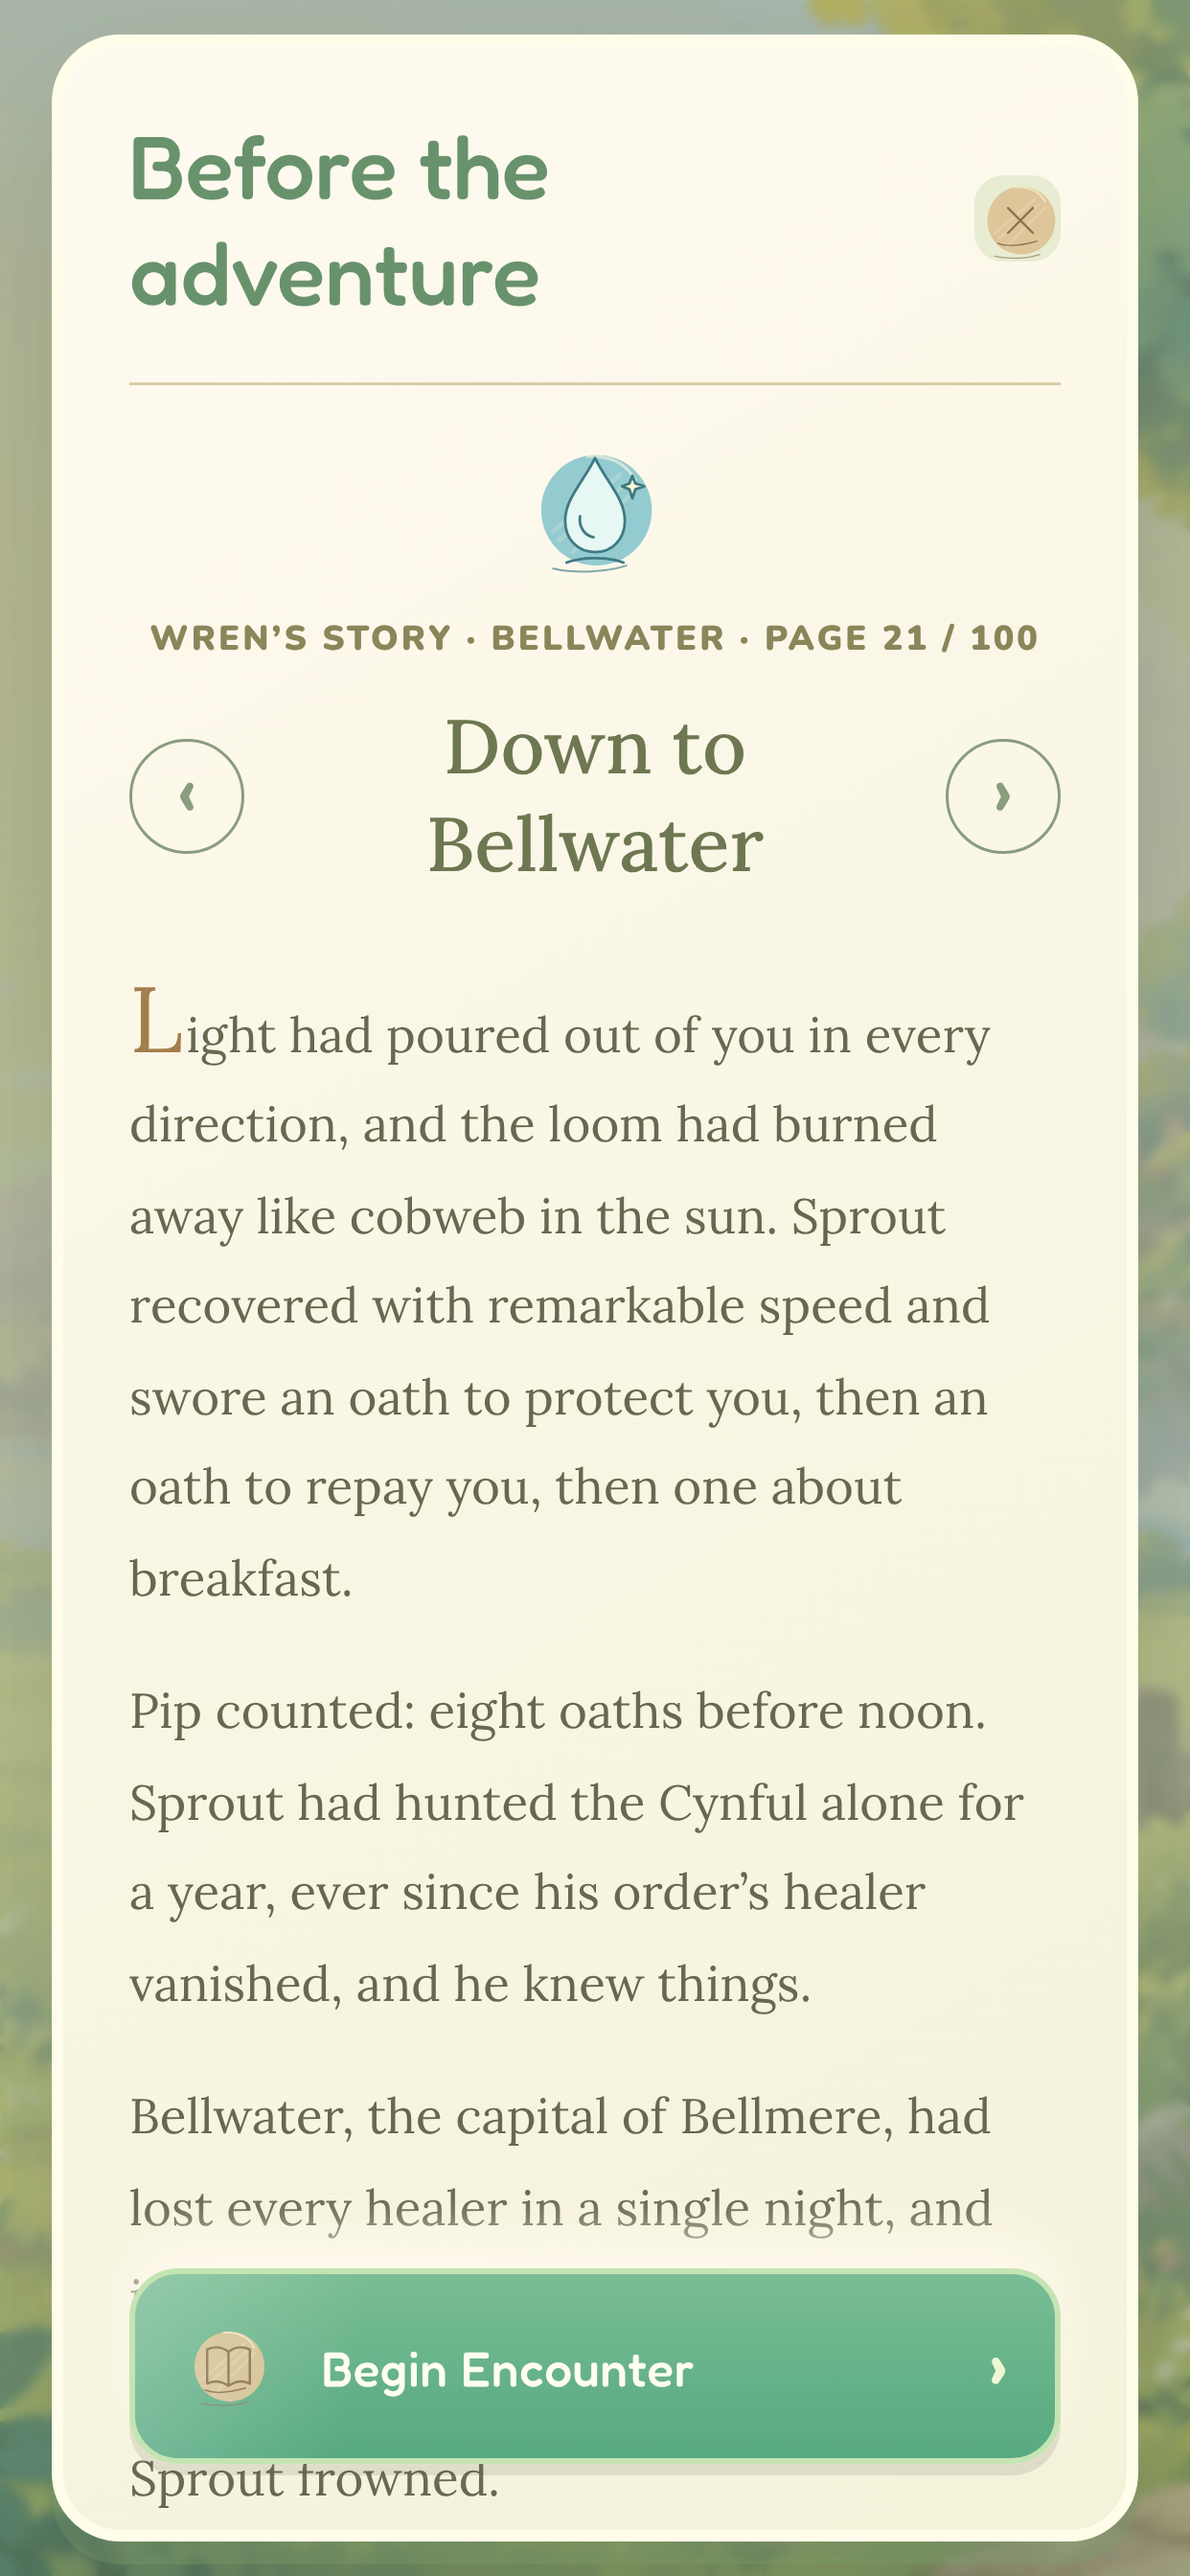 Before the
adventure
WREN’S STORY · BELLWATER · PAGE 21 / 100
‹
Down to
Bellwater
›
Light had poured out of you in every
direction, and the loom had burned
away like cobweb in the sun. Sprout
recovered with remarkable speed and
swore an oath to protect you, then an
oath to repay you, then one about
breakfast.
Pip counted: eight oaths before noon.
Sprout had hunted the Cynful alone for
a year, ever since his order’s healer
vanished, and he knew things.
Bellwater, the capital of Bellmere, had
lost every healer in a single night, and
Begin Encounter ›
Sprout frowned.